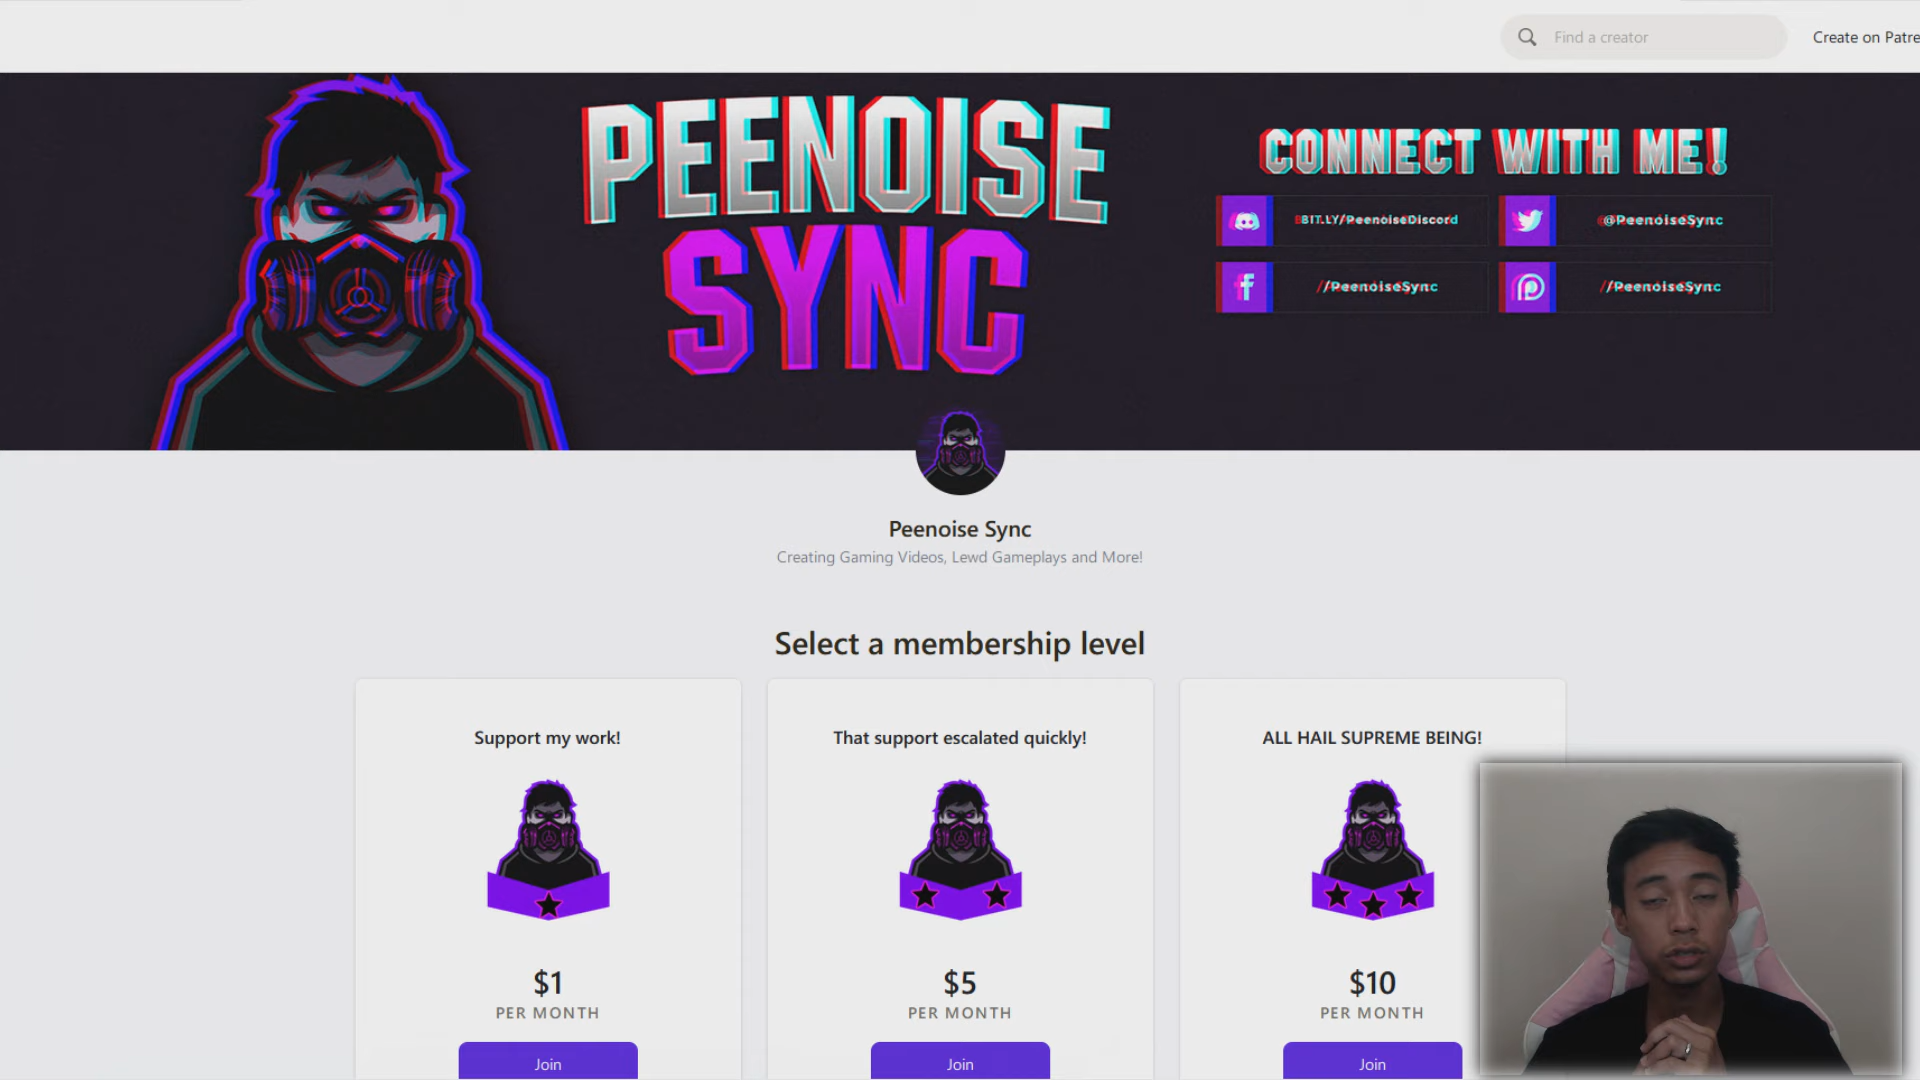 Find a creator
Create on Patre
PEENOISE
SYNC
CONNECT WITH ME!
BIT.LY/PeenoiseDiscord
@PeenoiseSync
//PeenoiseSync
//PeenoiseSync
Peenoise Sync
Creating Gaming Videos, Lewd Gameplays and More!
Select a membership level
Support my work!
That support escalated quickly!
ALL HAIL SUPREME BEING!
$1
PER MONTH
$5
PER MONTH
$10
PER MONTH
Join
Join
Join